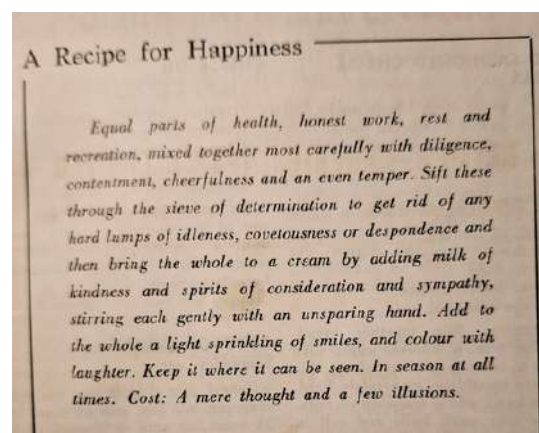 A Recipe for Happiness
Equal parts of health, honest work, rest and
recreation, mixed together most carefully with diligence,
contentment, cheerfulness and an even temper. Sift these
through the sieve of determination to get rid of any
hard lumps of idleness, covetousness or despondence and
then bring the whole to a cream by adding milk of
kindness and spirits of consideration and sympathy,
stirring each gently with an unsparing hand. Add to
the whole a light sprinkling of smiles, and colour with
laughter. Keep it where it can be seen. In season at all
times. Cost: A mere thought and a few illusions.